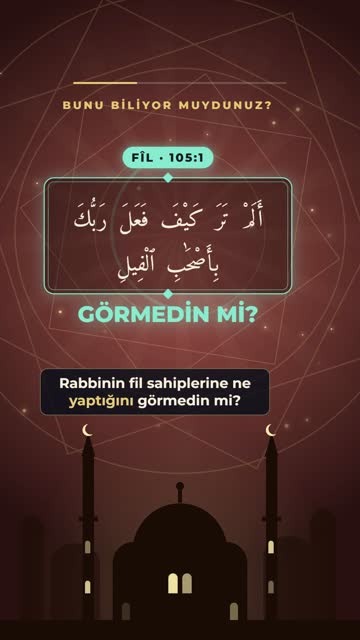 BUNU BİLİYOR MUYDUNUZ?
FÎL · 105:1
أَلَمْ تَرَ كَيْفَ فَعَلَ رَبُّكَ
بِأَصْحَٰبِ ٱلْفِيلِ
GÖRMEDİN Mİ?
Rabbinin fil sahiplerine ne
yaptığını görmedin mi?